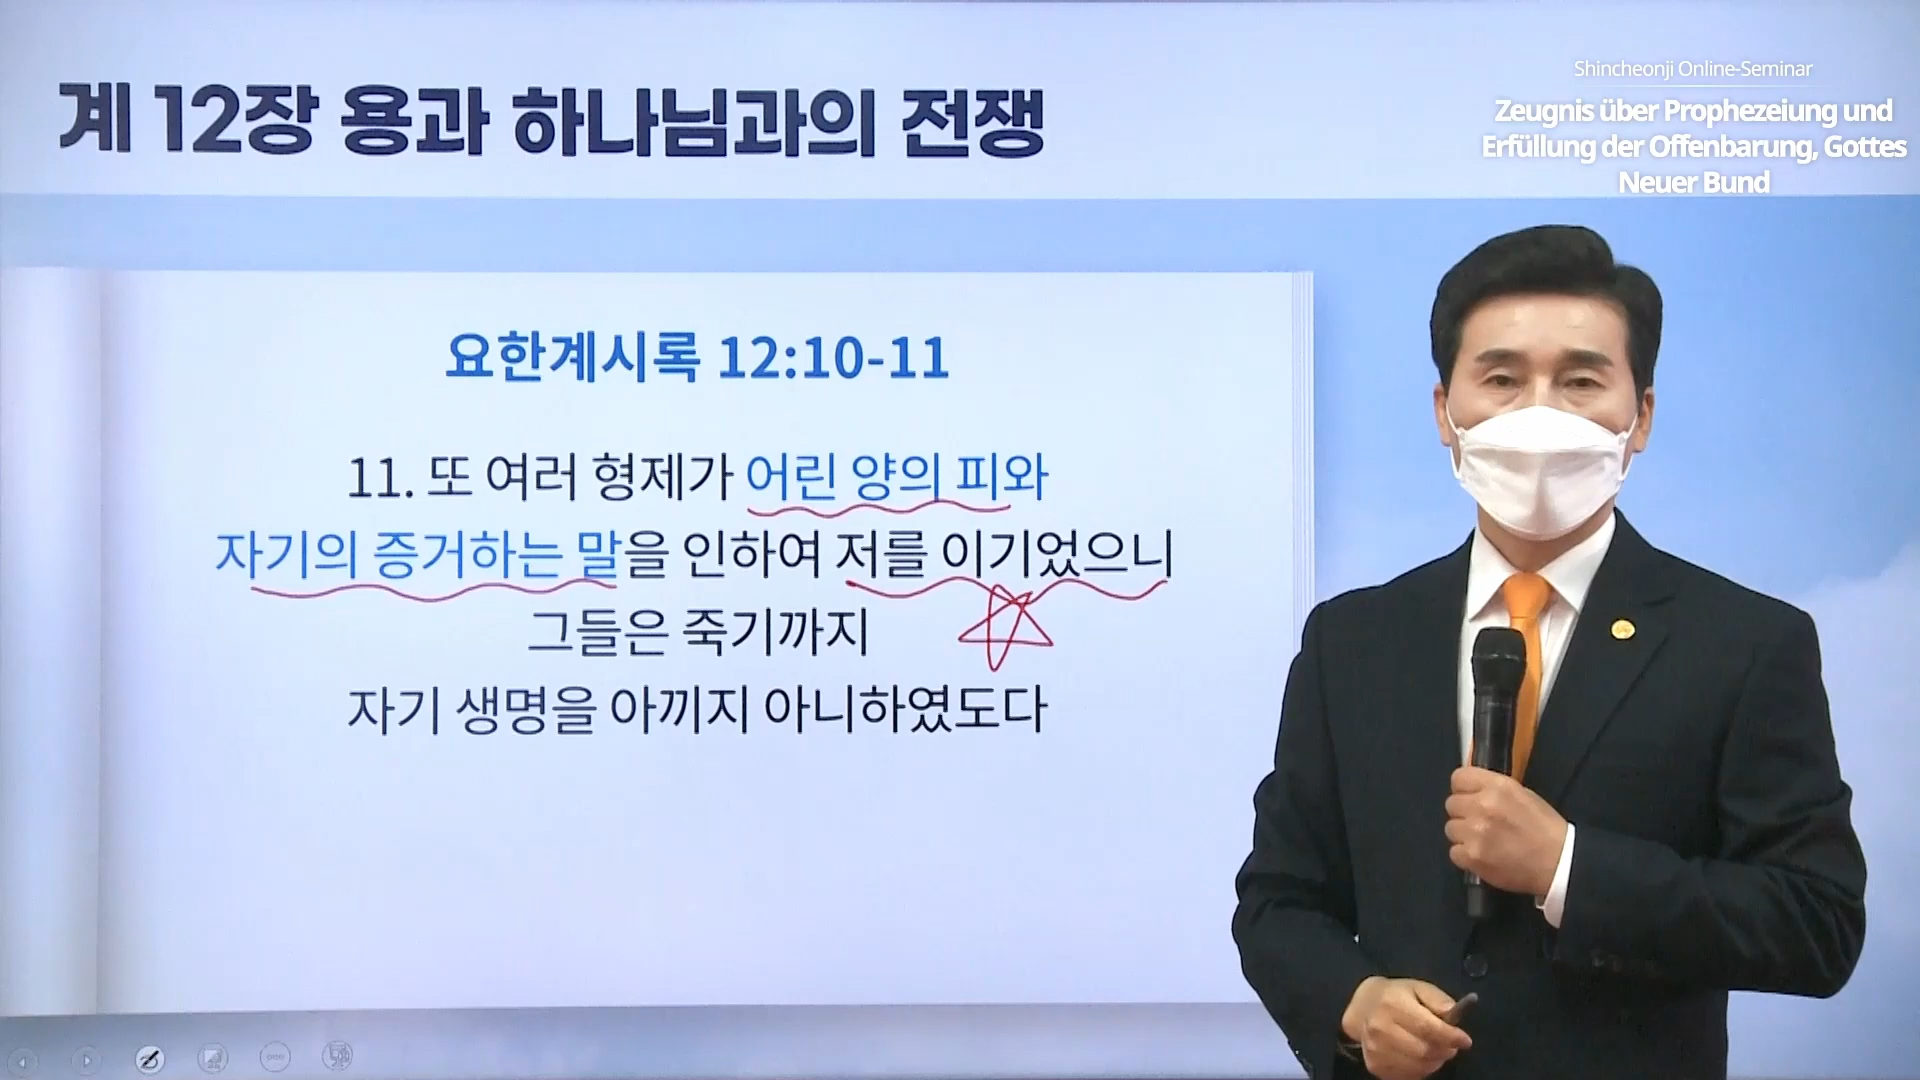 계 12장 용과 하나님과의 전쟁
Shincheonji Online-Seminar
Zeugnis über Prophezeiung und
Erfüllung der Offenbarung, Gottes
Neuer Bund
요한계시록 12:10-11
11. 또 여러 형제가 어린 양의 피와
자기의 증거하는 말을 인하여 저를 이기었으니
그들은 죽기까지
자기 생명을 아끼지 아니하였도다